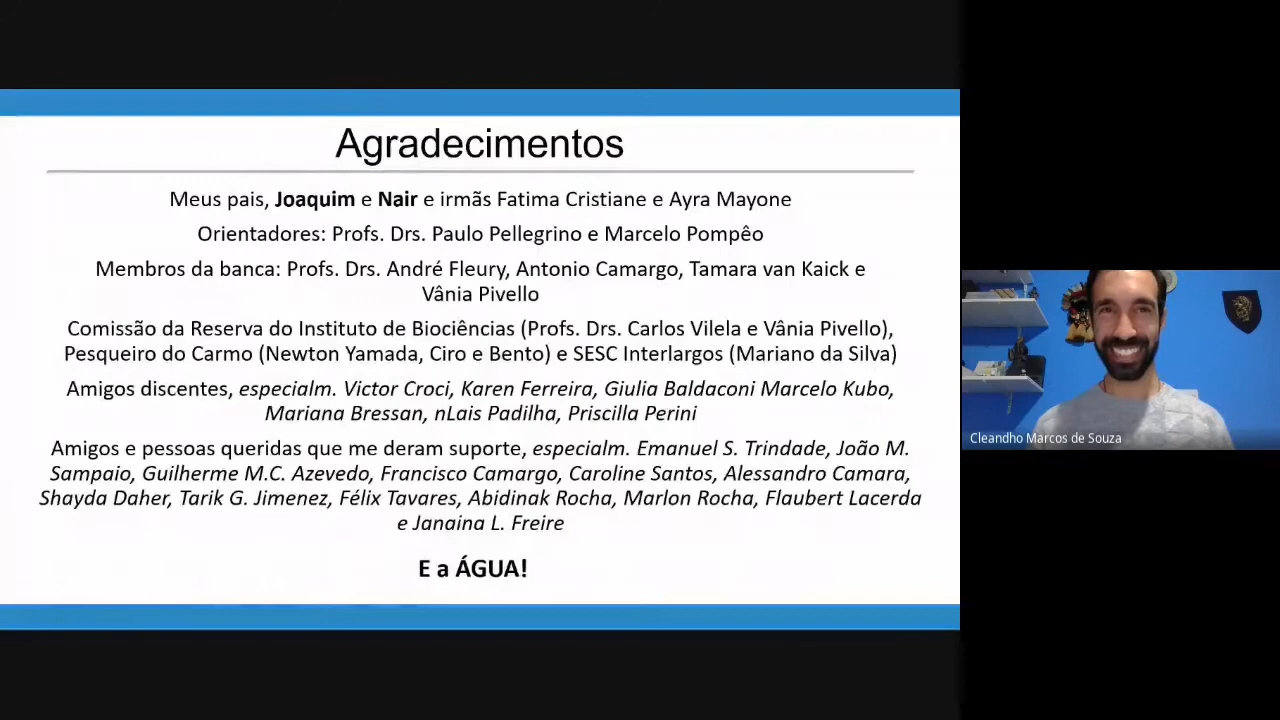 Agradecimentos
Meus pais, Joaquim e Nair e irmãs Fatima Cristiane e Ayra Mayone
Orientadores: Profs. Drs. Paulo Pellegrino e Marcelo Pompêo
Membros da banca: Profs. Drs. André Fleury, Antonio Camargo, Tamara van Kaick e
Vânia Pivello
Comissão da Reserva do Instituto de Biociências (Profs. Drs. Carlos Vilela e Vânia Pivello),
Pesqueiro do Carmo (Newton Yamada, Ciro e Bento) e SESC Interlargos (Mariano da Silva)
Amigos discentes, especialm. Victor Croci, Karen Ferreira, Giulia Baldaconi Marcelo Kubo,
Mariana Bressan, nLais Padilha, Priscilla Perini
Amigos e pessoas queridas que me deram suporte, especialm. Emanuel S. Trindade, João M.
Sampaio, Guilherme M.C. Azevedo, Francisco Camargo, Caroline Santos, Alessandro Camara,
Shayda Daher, Tarik G. Jimenez, Félix Tavares, Abidinak Rocha, Marlon Rocha, Flaubert Lacerda
e Janaina L. Freire
E a ÁGUA!
Cleandho Marcos de Souza